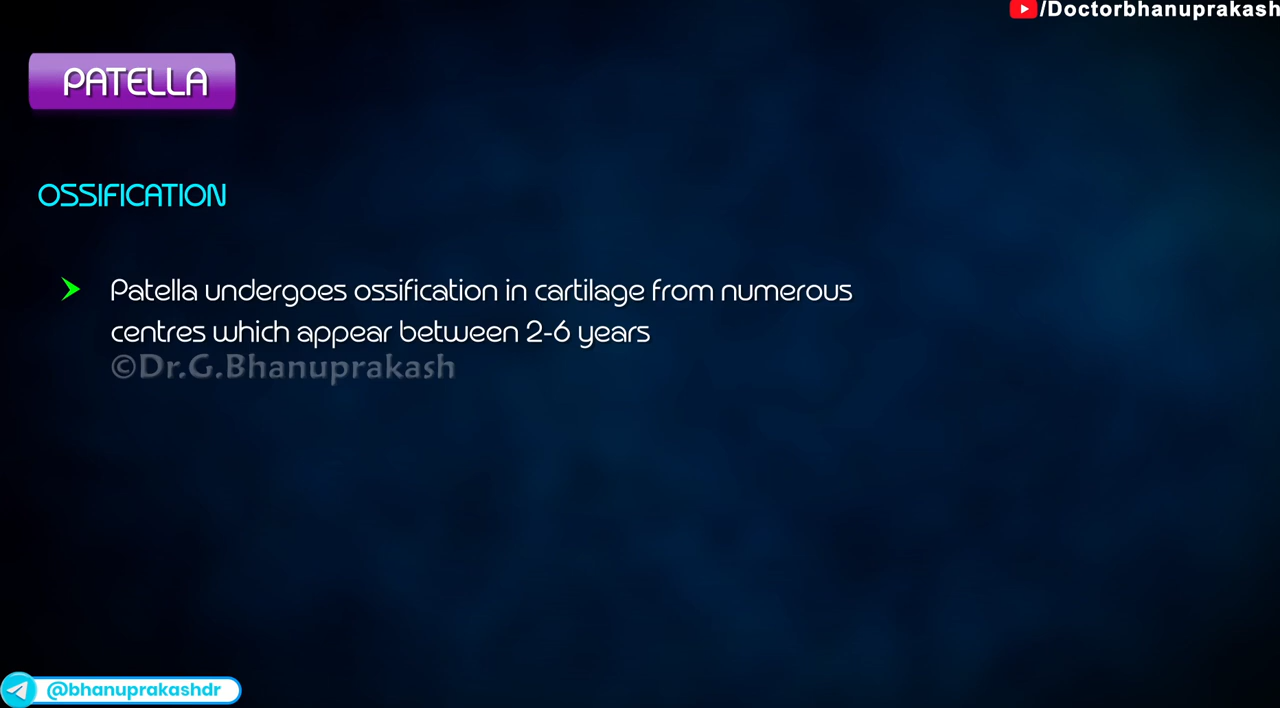 /Doctorbhanuprakash
PATELLA
OSSIFICATION
Patella undergoes ossification in cartilage from numerous
centres which appear between 2-6 years
©Dr.G.Bhanuprakash
@bhanuprakashdr